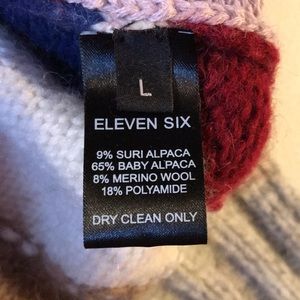 L
ELEVEN SIX
9% SURI ALPACA
65% BABY ALPACA
8% MERINO WOOL
18% POLYAMIDE
DRY CLEAN ONLY